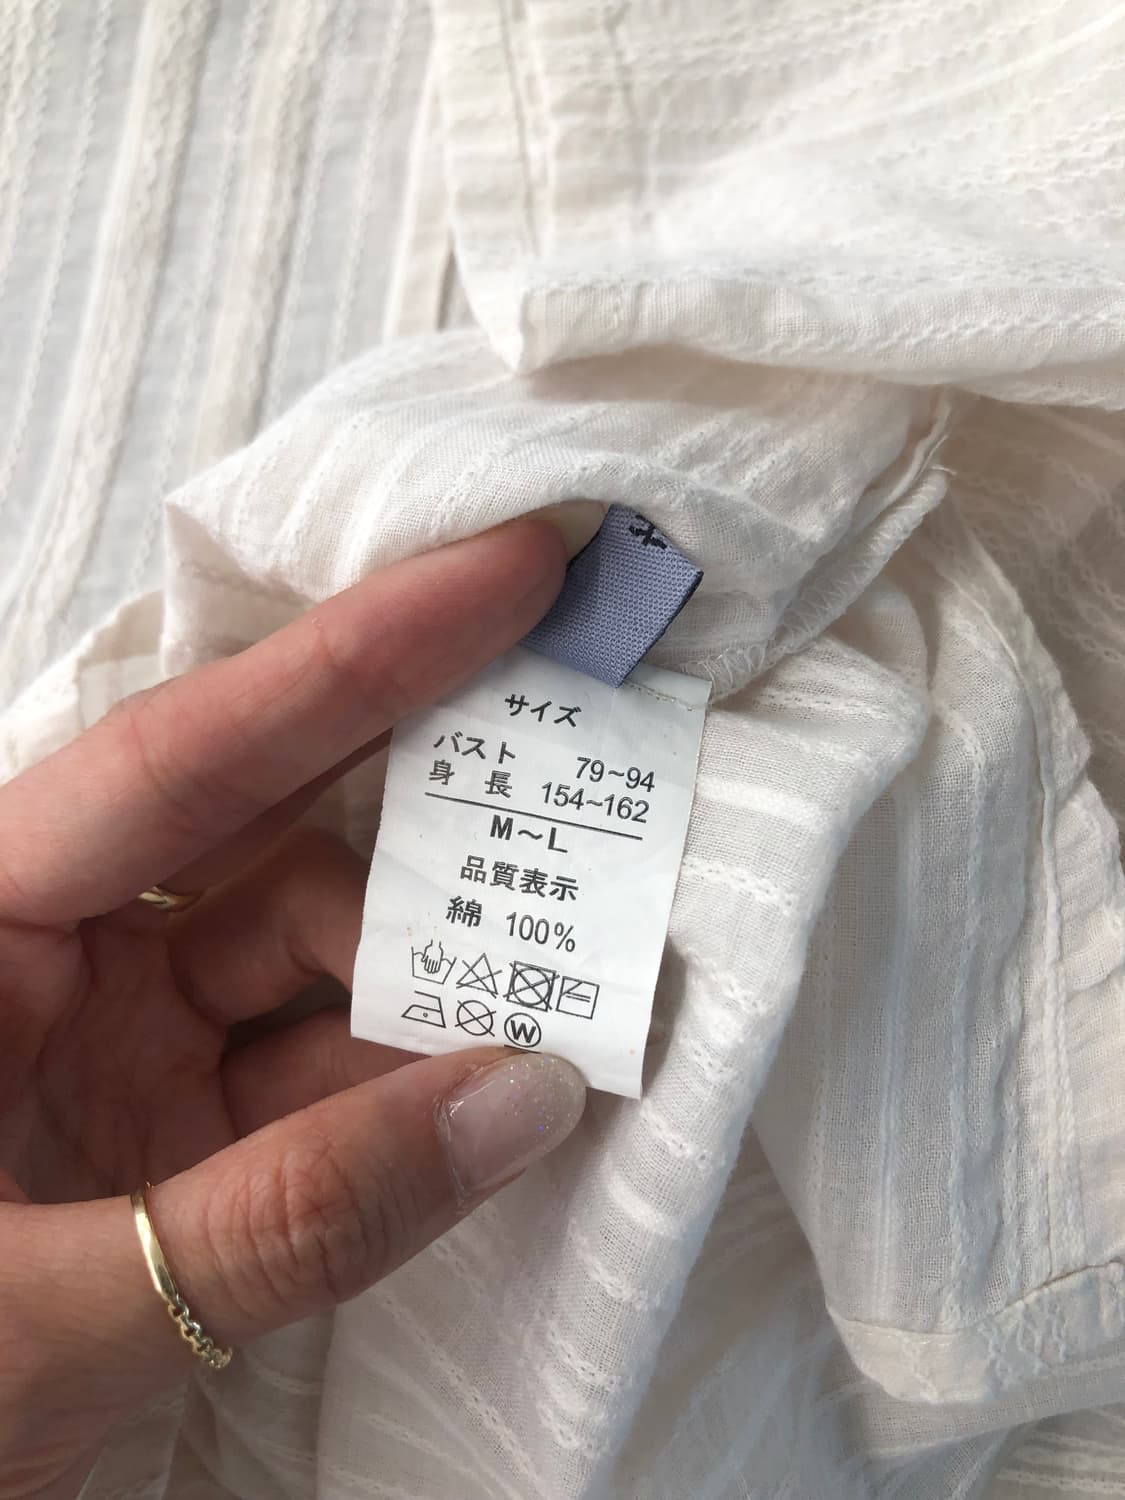 サイズ
バスト 79~94
身 長 154~162
M~L
品質表示
綿 100%
W